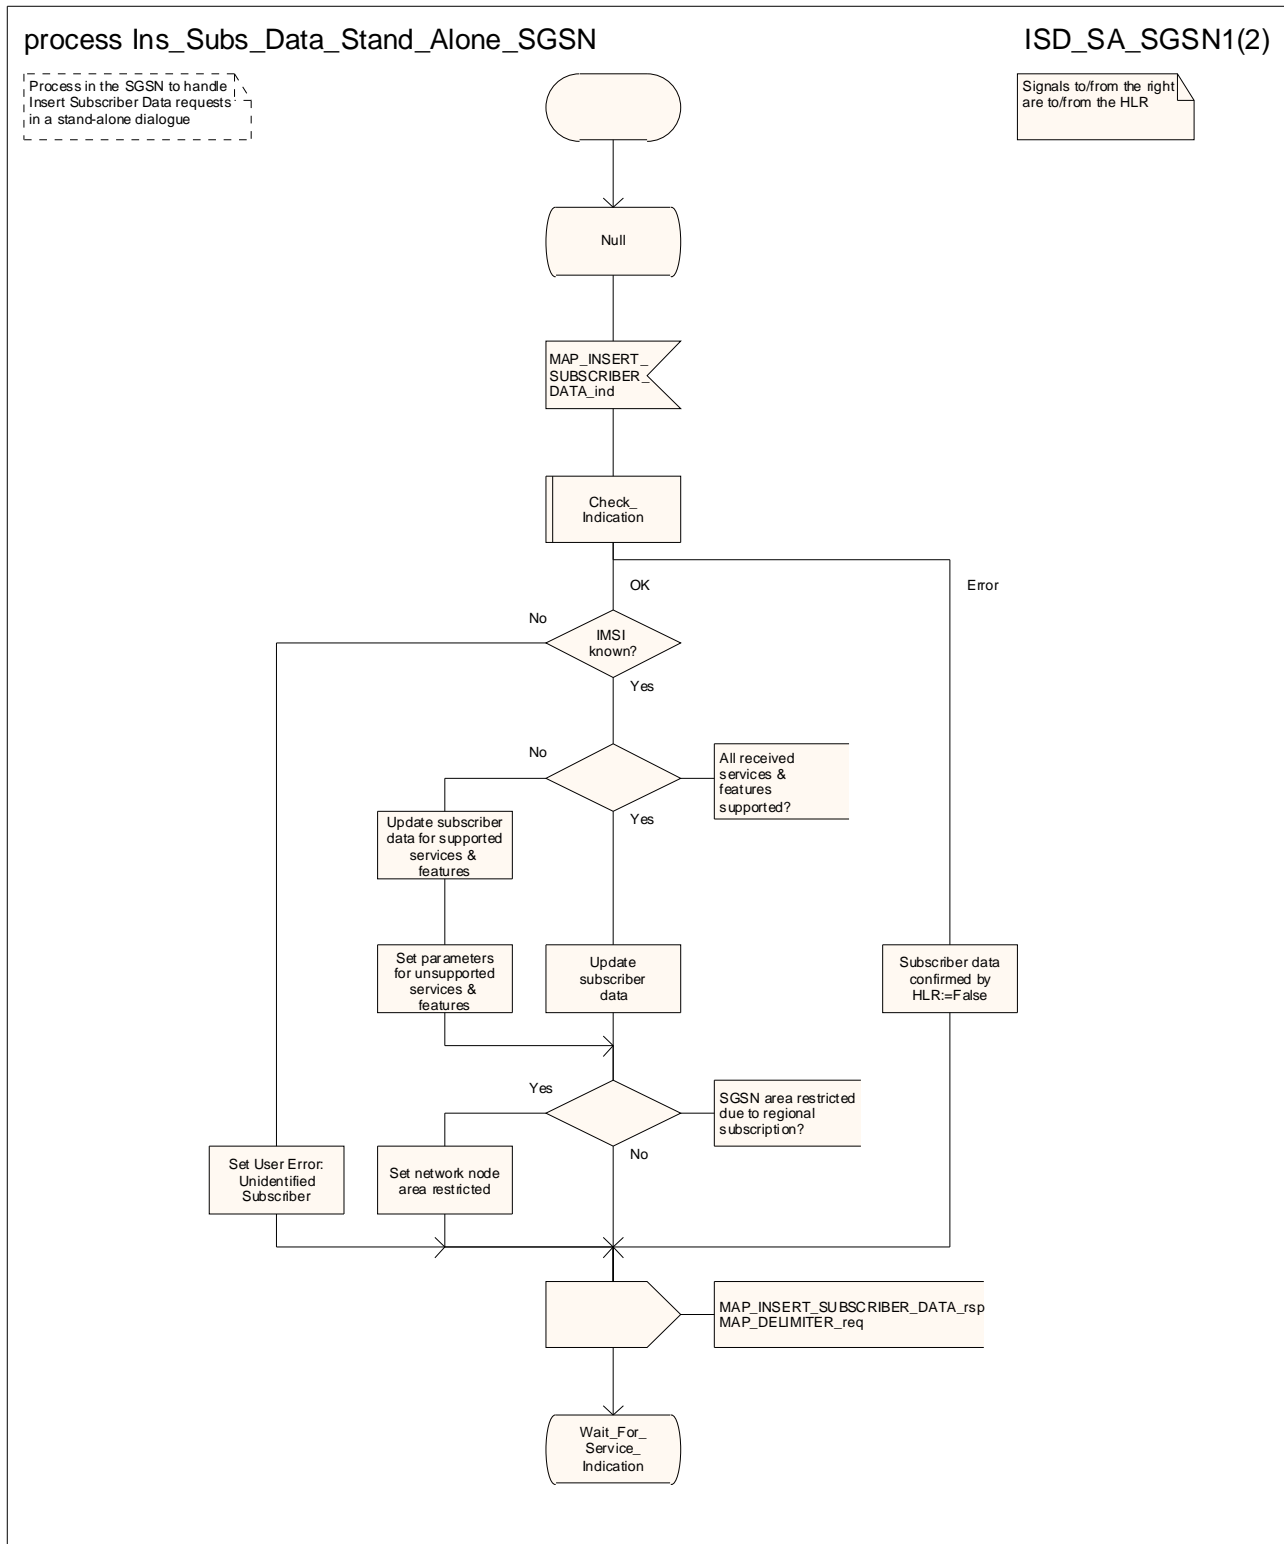 process Ins_Subs_Data_Stand_Alone_SGSN
ISD_SA_SGSN1(2)
Process in the SGSN to handle
Insert Subscriber Data requests
in a stand-alone dialogue
Signals to/from the right
are to/from the HLR
Null
MAP_INSERT_
SUBSCRIBER_
DATA_ind
Check_
Indication
OK
Error
No
IMSI
known?
Yes
No
All received
services &
features
supported?
Yes
Update subscriber
data for supported
services &
features
Set parameters
for unsupported
services &
features
Update
subscriber
data
Subscriber data
confirmed by
HLR:=False
Yes
SGSN area restricted
due to regional
subscription?
No
Set User Error:
Unidentified
Subscriber
Set network node
area restricted
MAP_INSERT_SUBSCRIBER_DATA_rsp
MAP_DELIMITER_req
Wait_For_
Service_
Indication